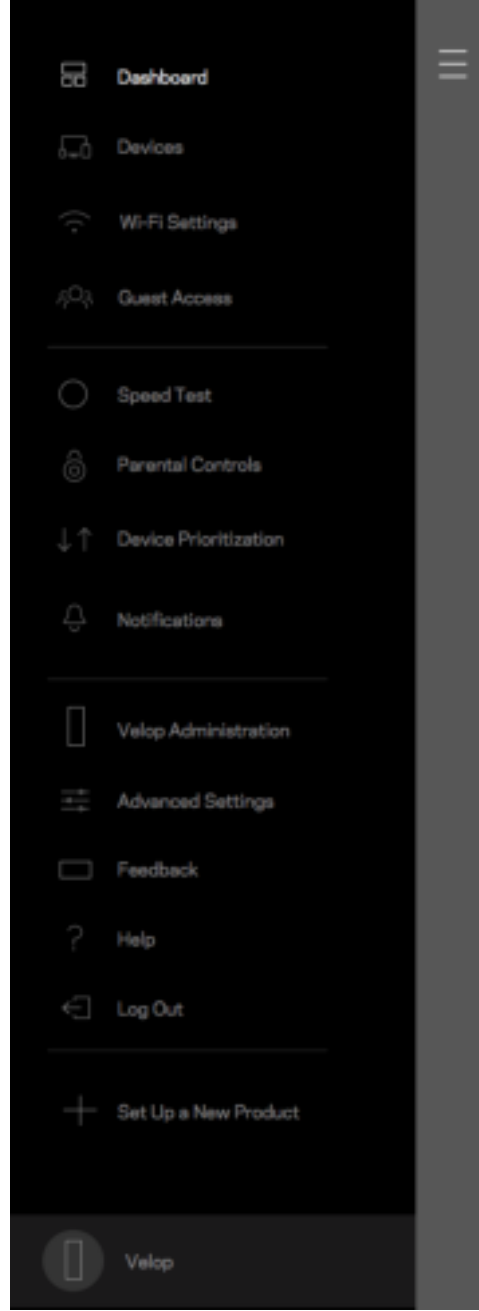 Dashboard
Devices
Wi-Fi Settings
Guest Access
Speed Test
Parental Controls
Device Prioritization
Notifications
Velop Administration
Advanced Settings
Feedback
? Help
Log Out
Set Up a New Product
Velop